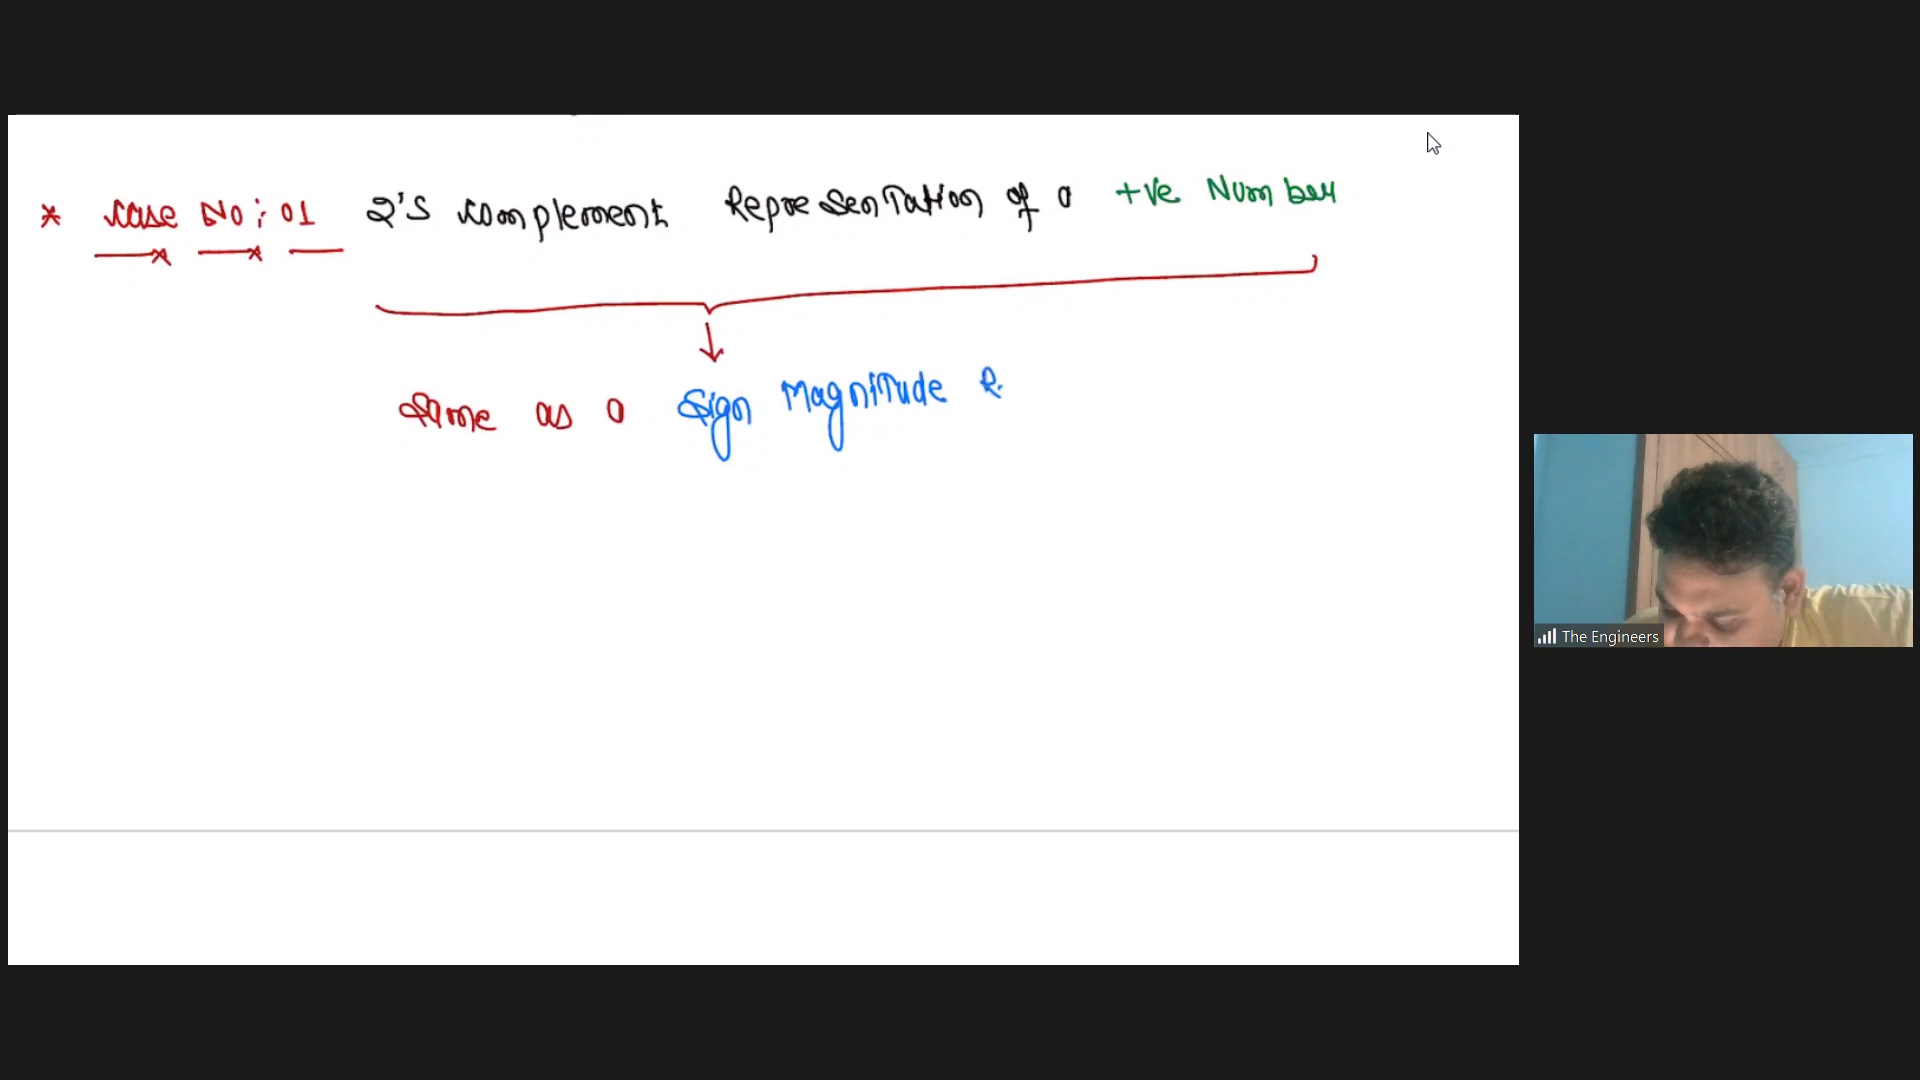 * Case No: 01 2's complement Representation of a +ve Number
Same as a Sign Magnitude R.
The Engineers